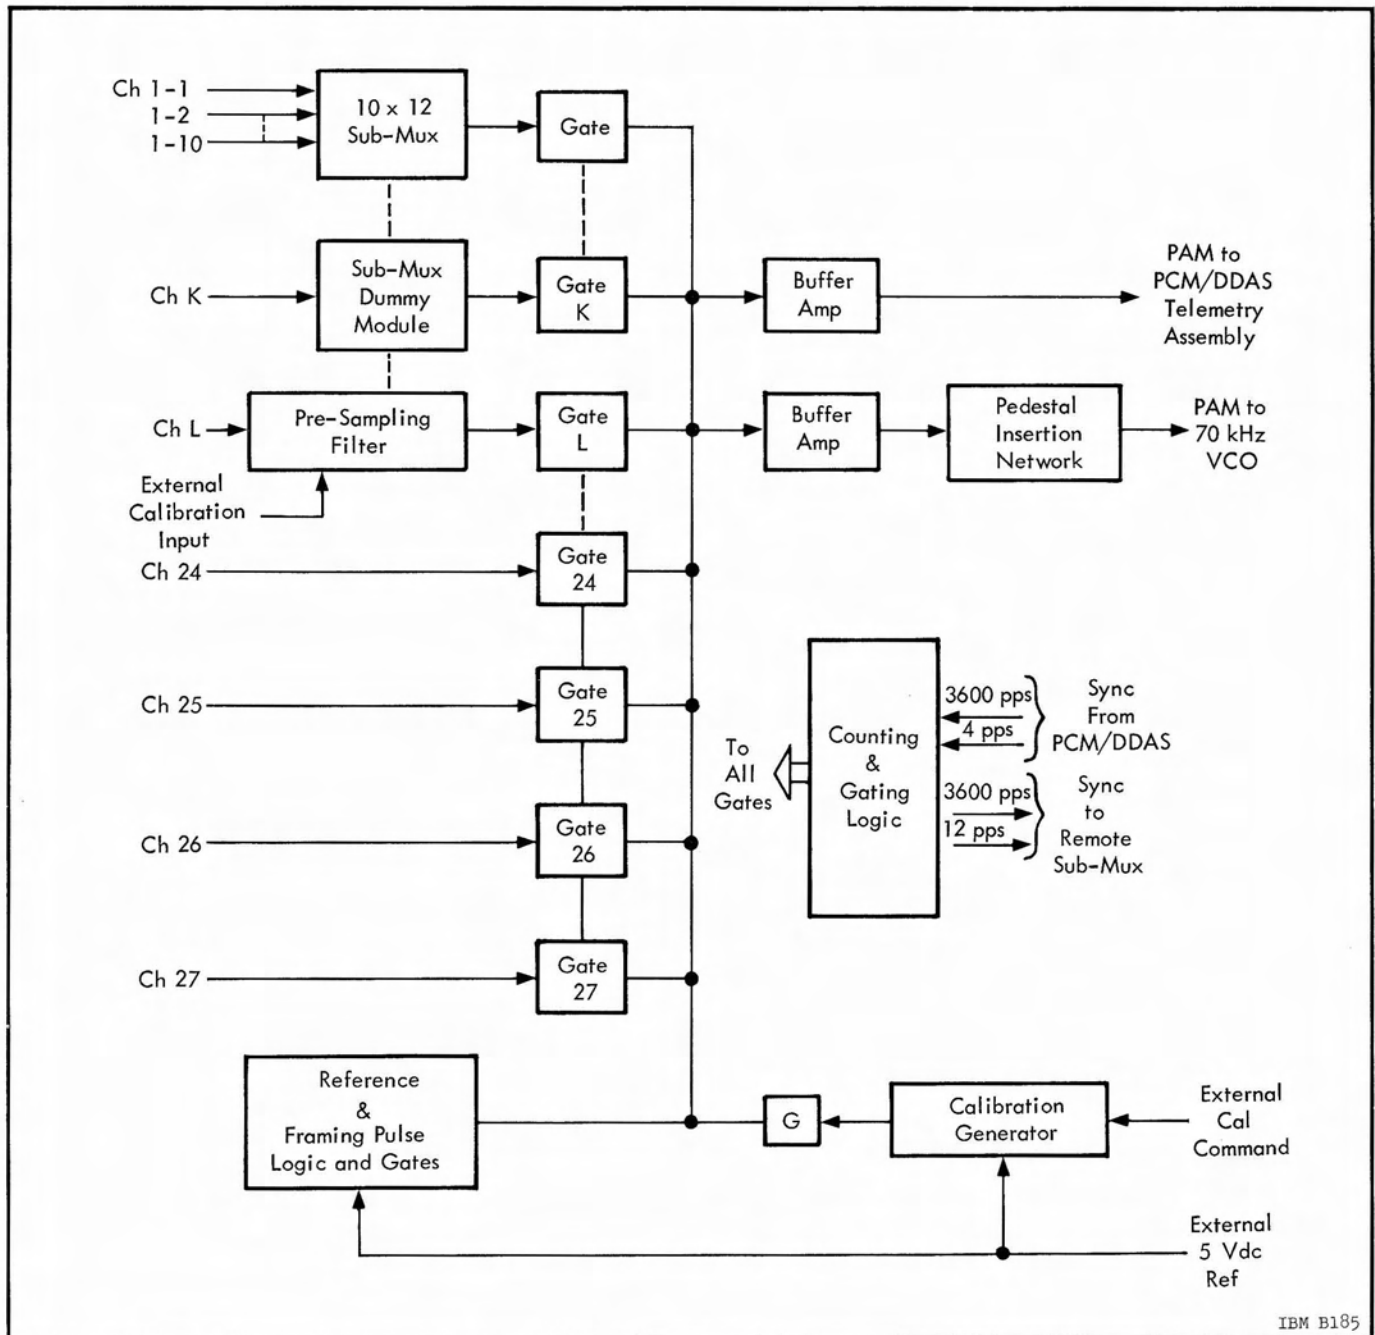 Ch 1-1
1-2
1-10
10 x 12
Sub-Mux
Gate
Ch K
Sub-Mux
Dummy
Module
Gate
K
Buffer
Amp
PAM to
PCM/DDAS
Telemetry
Assembly
Ch L
Pre-Sampling
Filter
Gate
L
Buffer
Amp
Pedestal
Insertion
Network
PAM to
70 kHz
VCO
External
Calibration
Input
Ch 24
Gate
24
Ch 25
Gate
25
To
All
Gates
Counting
&
Gating
Logic
3600 pps
4 pps
Sync
From
PCM/DDAS
3600 pps
12 pps
Sync
to
Remote
Sub-Mux
Ch 26
Gate
26
Ch 27
Gate
27
Reference
&
Framing Pulse
Logic and Gates
G
Calibration
Generator
External
Cal
Command
External
5 Vdc
Ref
IBM B185